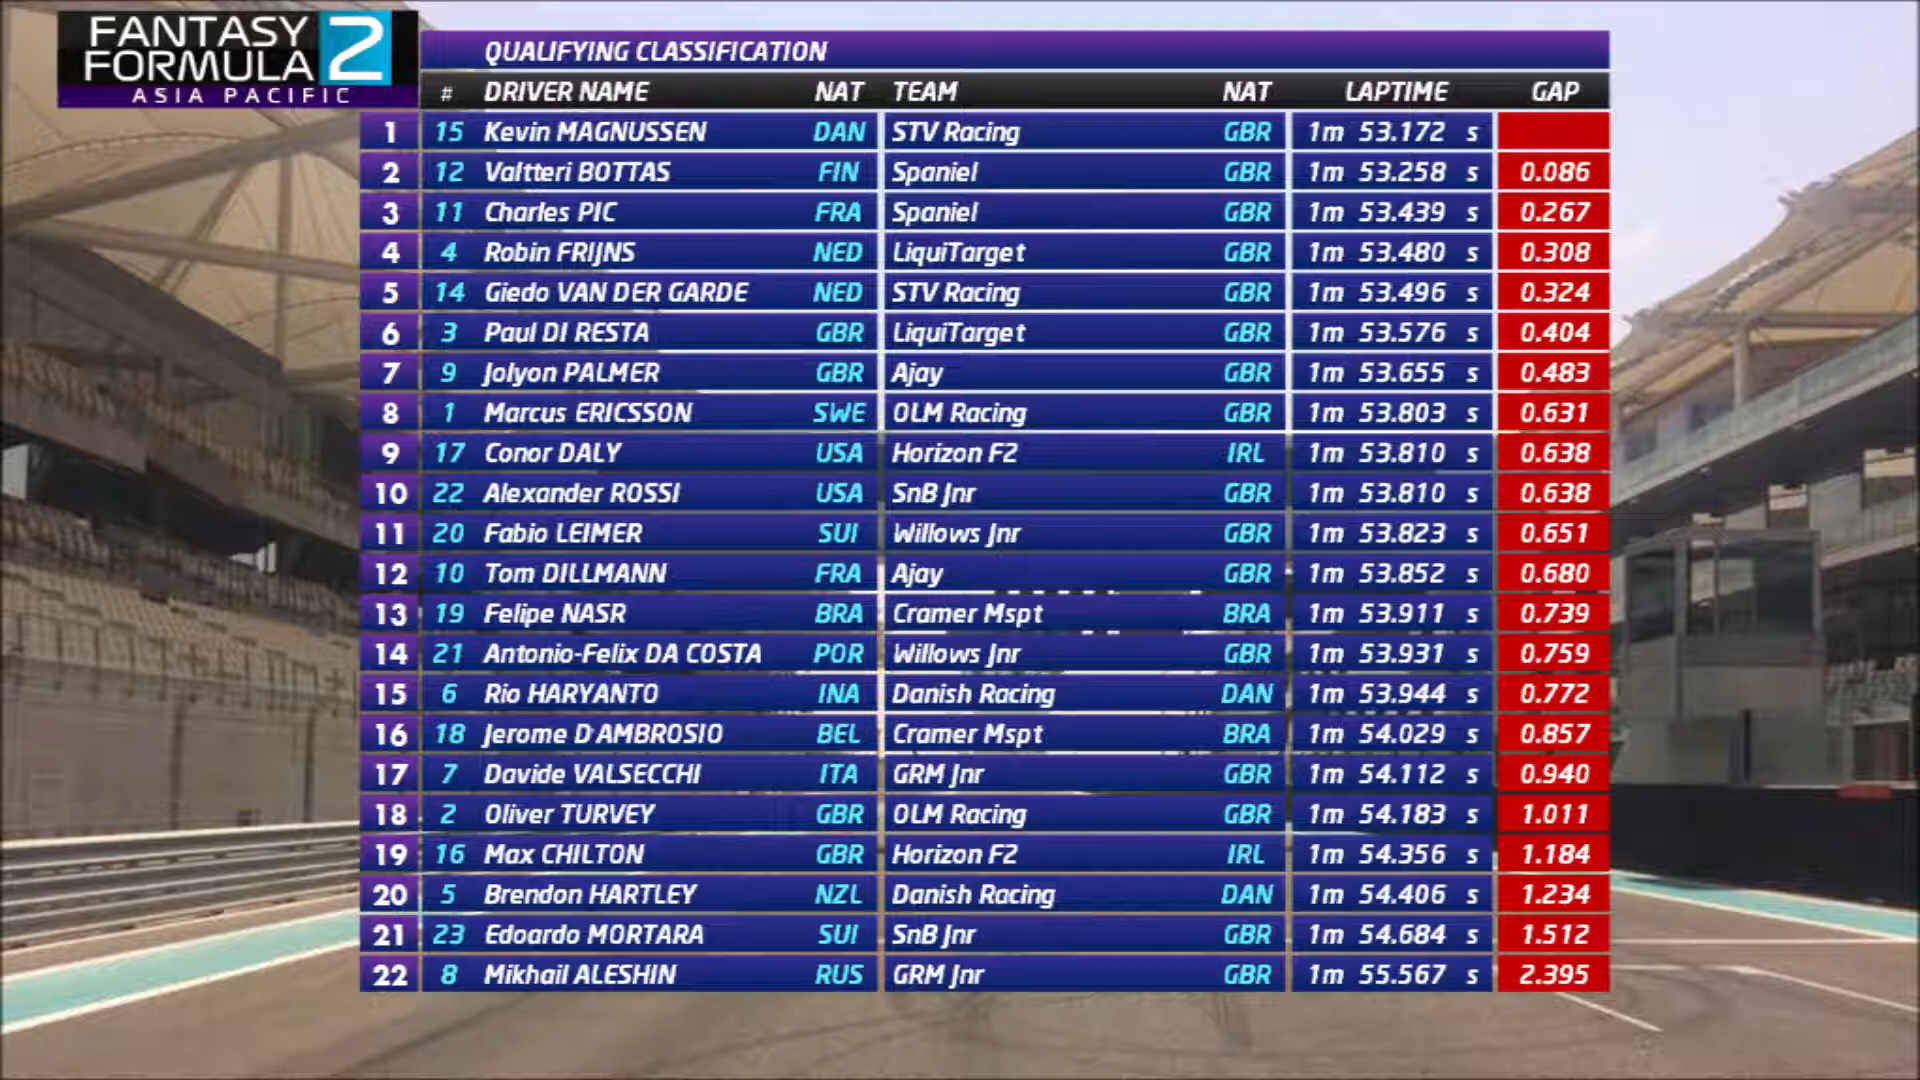 FANTASY
FORMULA 2
ASIA PACIFIC
QUALIFYING CLASSIFICATION
# DRIVER NAME NAT TEAM NAT LAPTIME GAP
1 15 Kevin MAGNUSSEN DAN STV Racing GBR 1m 53.172 s
2 12 Valtteri BOTTAS FIN Spaniel GBR 1m 53.258 s 0.086
3 11 Charles PIC FRA Spaniel GBR 1m 53.439 s 0.267
4 4 Robin FRIJNS NED LiquiTarget GBR 1m 53.480 s 0.308
5 14 Giedo VAN DER GARDE NED STV Racing GBR 1m 53.496 s 0.324
6 3 Paul DI RESTA GBR LiquiTarget GBR 1m 53.576 s 0.404
7 9 Jolyon PALMER GBR Ajay GBR 1m 53.655 s 0.483
8 1 Marcus ERICSSON SWE OLM Racing GBR 1m 53.803 s 0.631
9 17 Conor DALY USA Horizon F2 IRL 1m 53.810 s 0.638
10 22 Alexander ROSSI USA SnB Jnr GBR 1m 53.810 s 0.638
11 20 Fabio LEIMER SUI Willows Jnr GBR 1m 53.823 s 0.651
12 10 Tom DILLMANN FRA Ajay GBR 1m 53.852 s 0.680
13 19 Felipe NASR BRA Cramer Mspt BRA 1m 53.911 s 0.739
14 21 Antonio-Felix DA COSTA POR Willows Jnr GBR 1m 53.931 s 0.759
15 6 Rio HARYANTO INA Danish Racing DAN 1m 53.944 s 0.772
16 18 Jerome D AMBROSIO BEL Cramer Mspt BRA 1m 54.029 s 0.857
17 7 Davide VALSECCHI ITA GRM Jnr GBR 1m 54.112 s 0.940
18 2 Oliver TURVEY GBR OLM Racing GBR 1m 54.183 s 1.011
19 16 Max CHILTON GBR Horizon F2 IRL 1m 54.356 s 1.184
20 5 Brendon HARTLEY NZL Danish Racing DAN 1m 54.406 s 1.234
21 23 Edoardo MORTARA SUI SnB Jnr GBR 1m 54.684 s 1.512
22 8 Mikhail ALESHIN RUS GRM Jnr GBR 1m 55.567 s 2.395